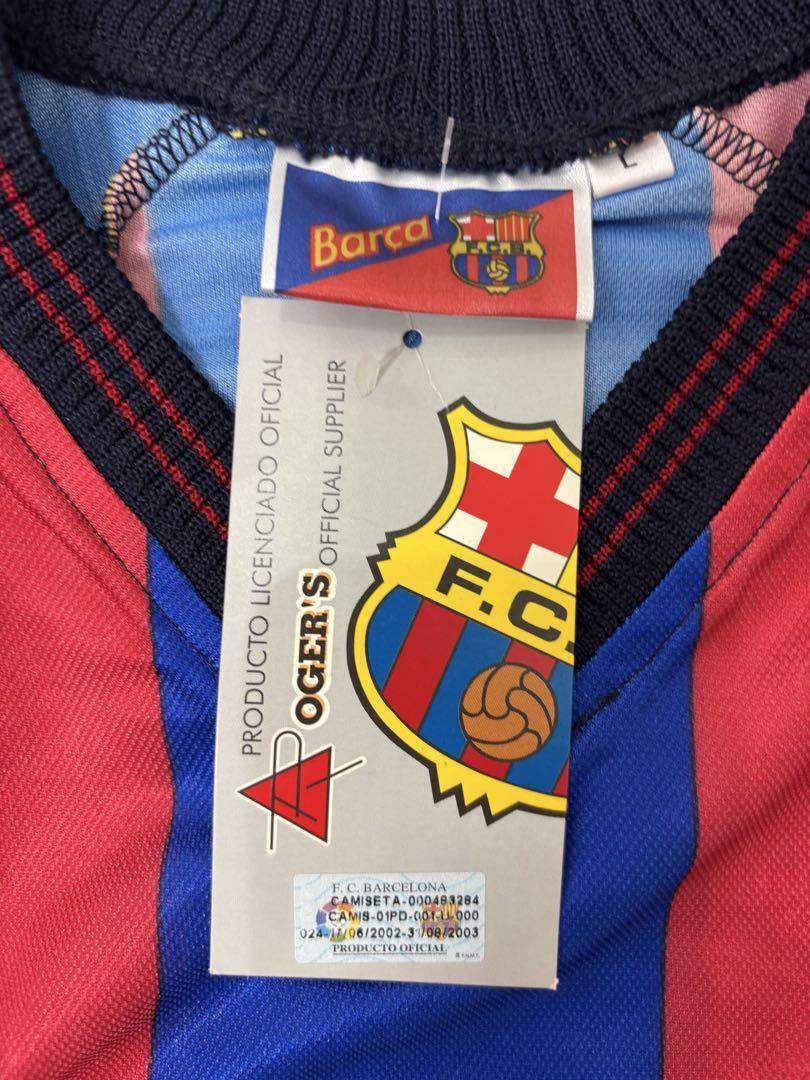 L
Barça
F.C.B.
PRODUCTO LICENCIADO OFICIAL
OFFICIAL SUPPLIER
ROGER'S
F.C.
F. C. BARCELONA
CAMISETA-000483284
CAMIS-01PD-001-U-000
024-17/06/2002-31/08/2003
PRODUCTO OFICIAL